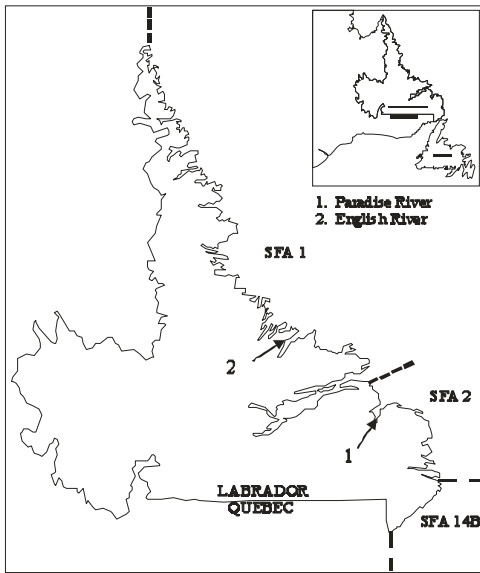 1. Paradise River
2. English River
SFA 1
2
SFA 2
1
LABRADOR
QUEBEC
SFA 14B